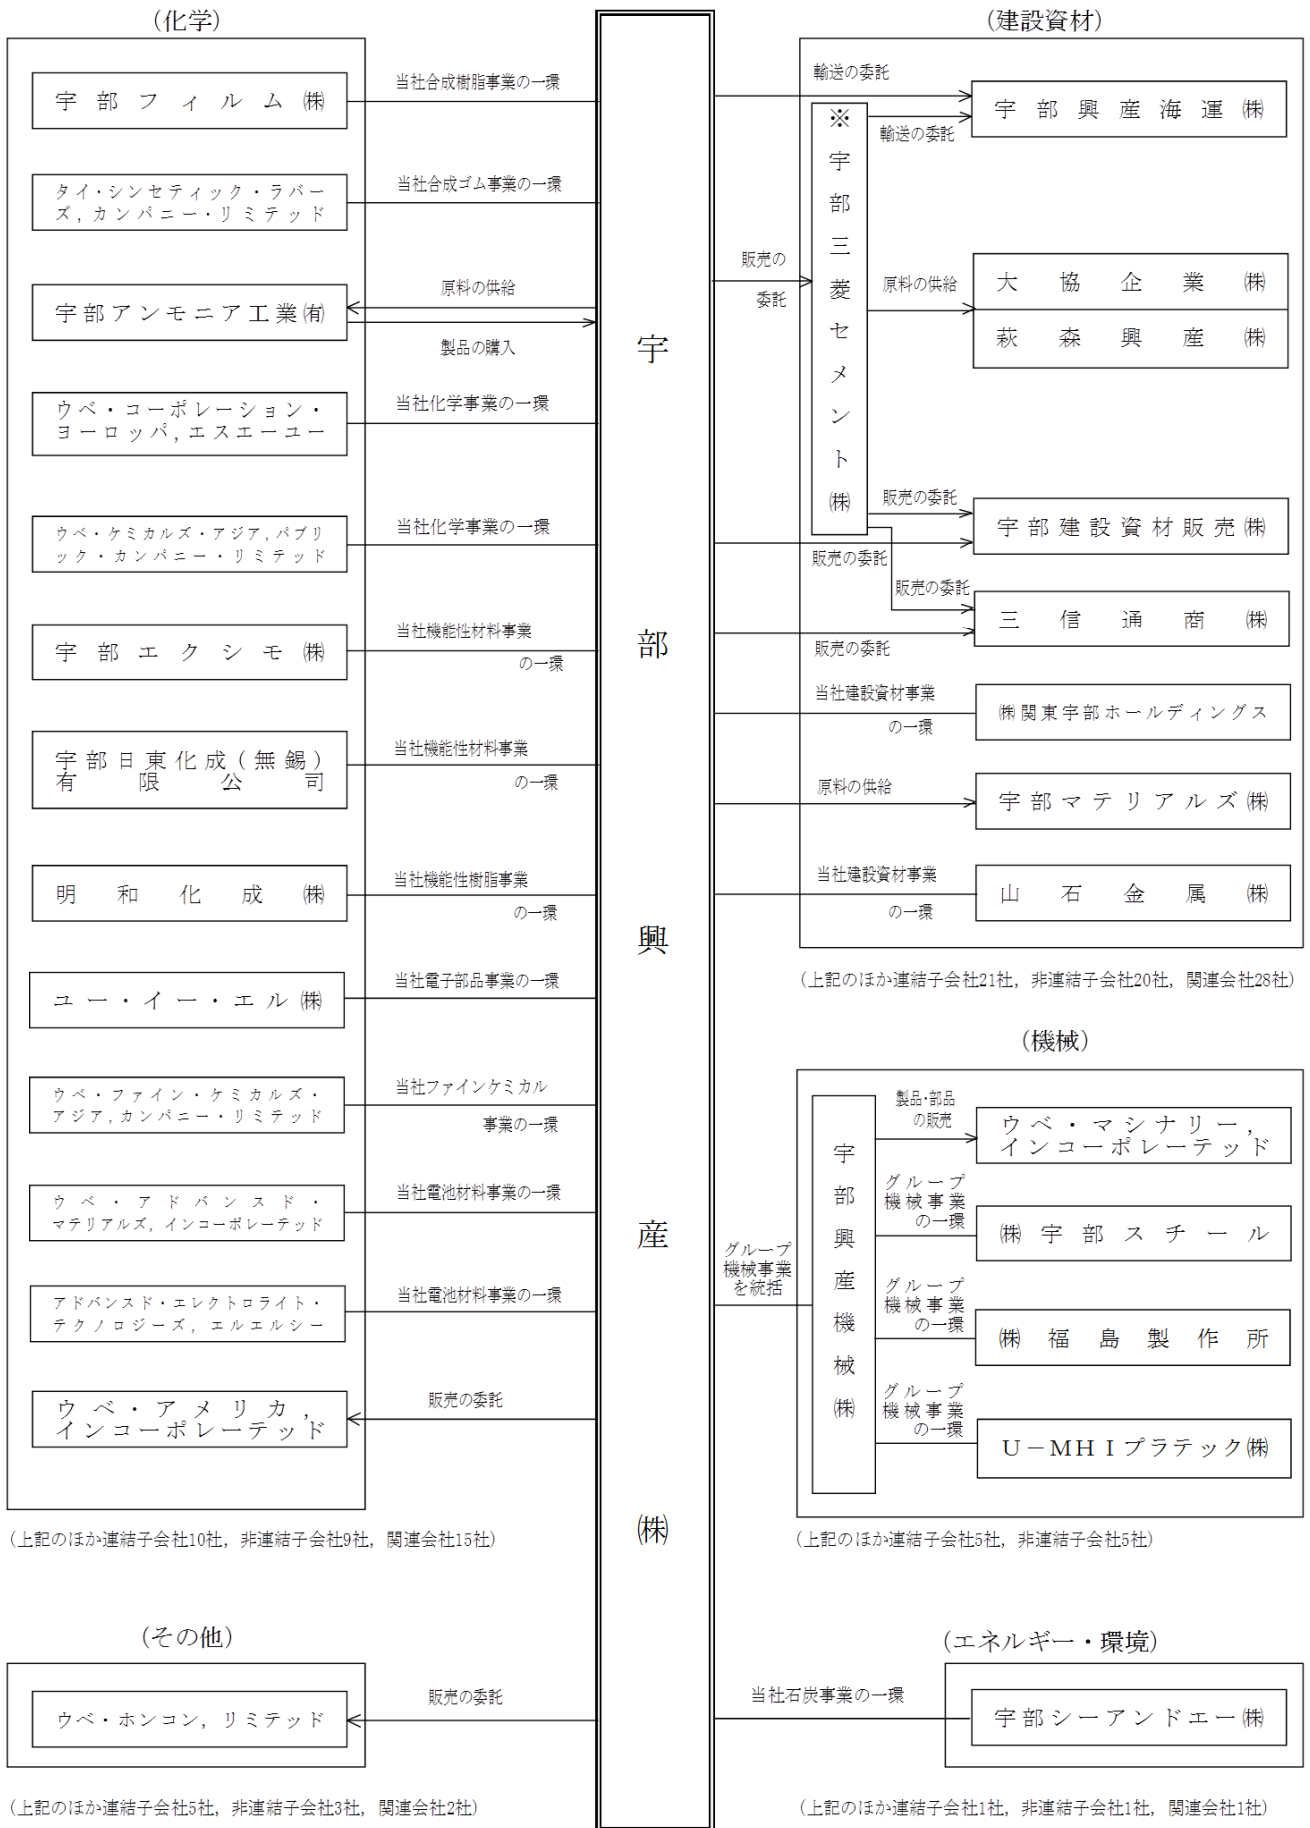 (化学)
宇部フィルム㈱
当社合成樹脂事業の一環
タイ・シンセティック・ラバー
ズ,カンパニー・リミテッド
当社合成ゴム事業の一環
宇部アンモニア工業㈲
原料の供給
製品の購入
ウベ・コーポレーション・
ヨーロッパ,エスエーユー
当社化学事業の一環
ウベ・ケミカルズ・アジア,パブリ
ック・カンパニー・リミテッド
当社化学事業の一環
宇部エクシモ㈱
当社機能性材料事業
の一環
宇部日東化成(無錫)
有限公司
当社機能性材料事業
の一環
明和化成㈱
当社機能性樹脂事業
の一環
ユー・イー・エル㈱
当社電子部品事業の一環
ウベ・ファイン・ケミカルズ・
アジア,カンパニー・リミテッド
当社ファインケミカル
事業の一環
ウベ・アドバンスド・
マテリアルズ,インコーポレーテッド
当社電池材料事業の一環
アドバンスド・エレクトロライト・
テクノロジーズ,エルエルシー
当社電池材料事業の一環
ウベ・アメリカ,
インコーポレーテッド
販売の委託
(上記のほか連結子会社10社,非連結子会社9社,関連会社15社)
(その他)
ウベ・ホンコン,リミテッド
販売の委託
(上記のほか連結子会社5社,非連結子会社3社,関連会社2社)
宇部興産㈱
(建設資材)
輸送の委託
宇部興産海運㈱
輸送の委託
※宇部三菱セメント㈱
販売の
委託
原料の供給
大協企業㈱
萩森興産㈱
販売の委託
宇部建設資材販売㈱
販売の委託
販売の委託
三信通商㈱
販売の委託
当社建設資材事業
の一環
㈱関東宇部ホールディングス
原料の供給
宇部マテリアルズ㈱
当社建設資材事業
の一環
山石金属㈱
(上記のほか連結子会社21社,非連結子会社20社,関連会社28社)
(機械)
グループ
機械事業
を統括
宇部興産機械㈱
製品・部品
の販売
ウベ・マシナリー,
インコーポレーテッド
グループ
機械事業
の一環
㈱宇部スチール
グループ
機械事業
の一環
㈱福島製作所
グループ
機械事業
の一環
U-MHIプラテック㈱
(上記のほか連結子会社5社,非連結子会社5社)
(エネルギー・環境)
当社石炭事業の一環
宇部シーアンドエー㈱
(上記のほか連結子会社1社,非連結子会社1社,関連会社1社)